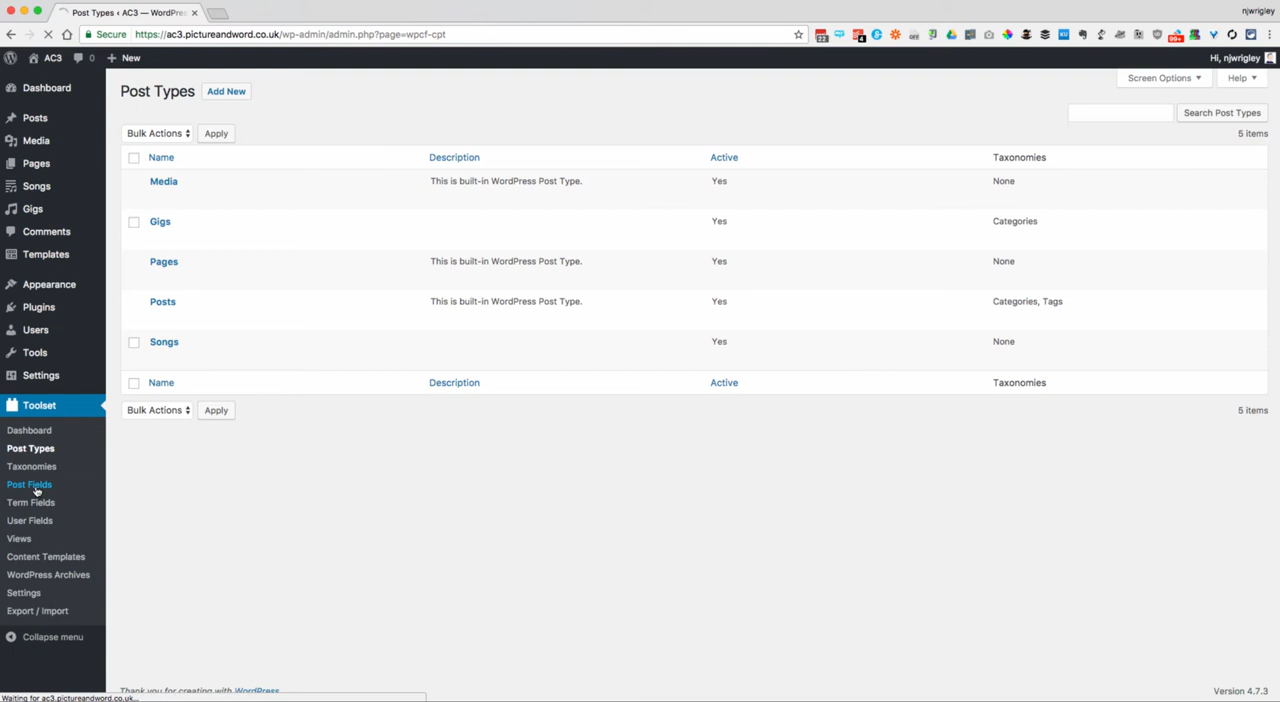 Post Types ‹ AC3 — WordPres
njwrigley
Secure https://ac3.pictureandword.co.uk/wp-admin/admin.php?page=wpcf-cpt
22 4 KU 99+
AC3 0 New
Hi, njwrigley
Post Types Add New
Screen Options Help
Search Post Types
Bulk Actions Apply
5 items
Name Description Active Taxonomies
Media This is built-in WordPress Post Type. Yes None
Gigs Yes Categories
Pages This is built-in WordPress Post Type. Yes None
Posts This is built-in WordPress Post Type. Yes Categories, Tags
Songs Yes None
Name Description Active Taxonomies
Bulk Actions Apply
5 items
Dashboard
Posts
Media
Pages
Songs
Gigs
Comments
Templates
Appearance
Plugins
Users
Tools
Settings
Toolset
Dashboard
Post Types
Taxonomies
Post Fields
Term Fields
User Fields
Views
Content Templates
WordPress Archives
Settings
Export / Import
Collapse menu
Thank you for creating with WordPress
Version 4.7.3
Waiting for ac3.pictureandword.co.uk...